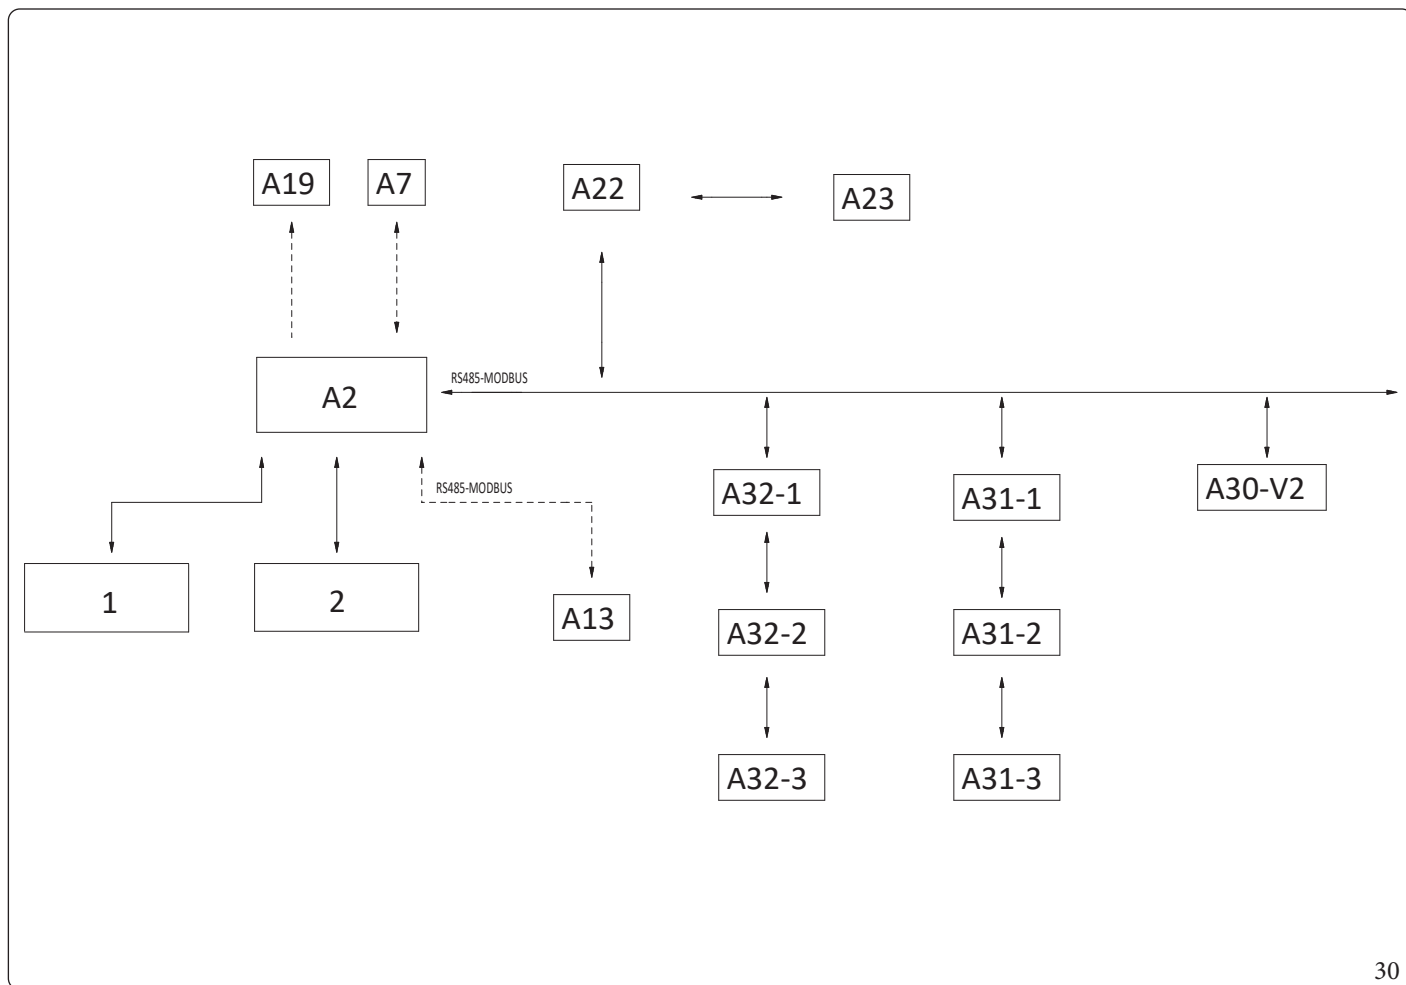 A19
A7
A22
A23
A2
RS485-MODBUS
RS485-MODBUS
A32-1
A31-1
A30-V2
1
2
A13
A32-2
A31-2
A32-3
A31-3
30